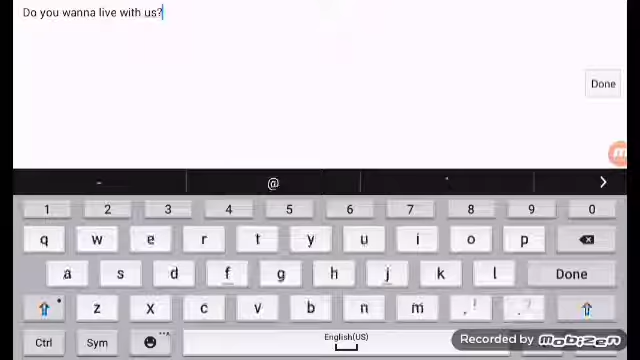 Do you wanna live with us?
Done
- @ '
1 2 3 4 5 6 7 8 9 0
q w e r t y u i o p
a s d f g h j k l Done
z x c v b n m , ! . ?
Ctrl Sym English(US)
Recorded by mobizen